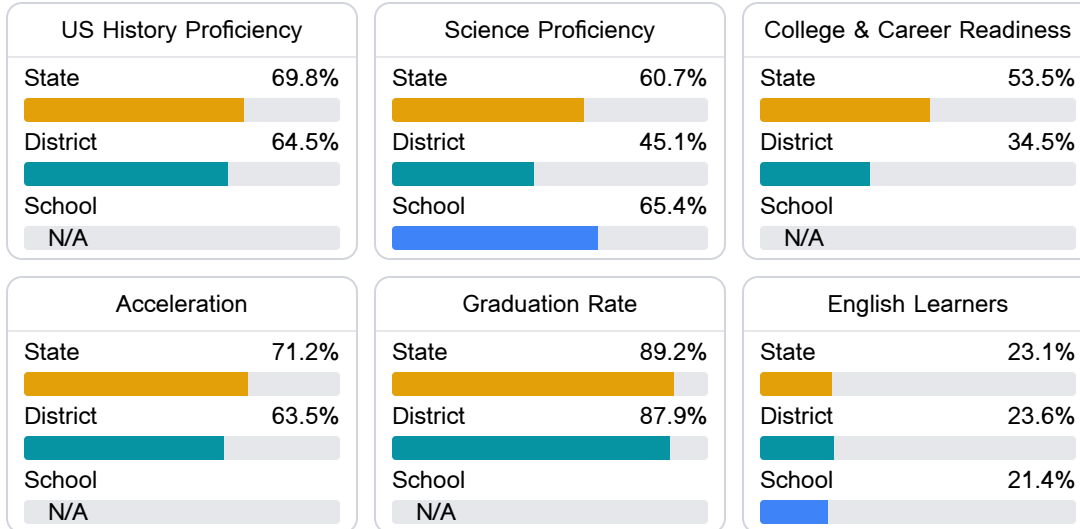 US History Proficiency
State 69.8%
District 64.5%
School
N/A
Science Proficiency
State 60.7%
District 45.1%
School 65.4%
College & Career Readiness
State 53.5%
District 34.5%
School
N/A
Acceleration
State 71.2%
District 63.5%
School
N/A
Graduation Rate
State 89.2%
District 87.9%
School
N/A
English Learners
State 23.1%
District 23.6%
School 21.4%